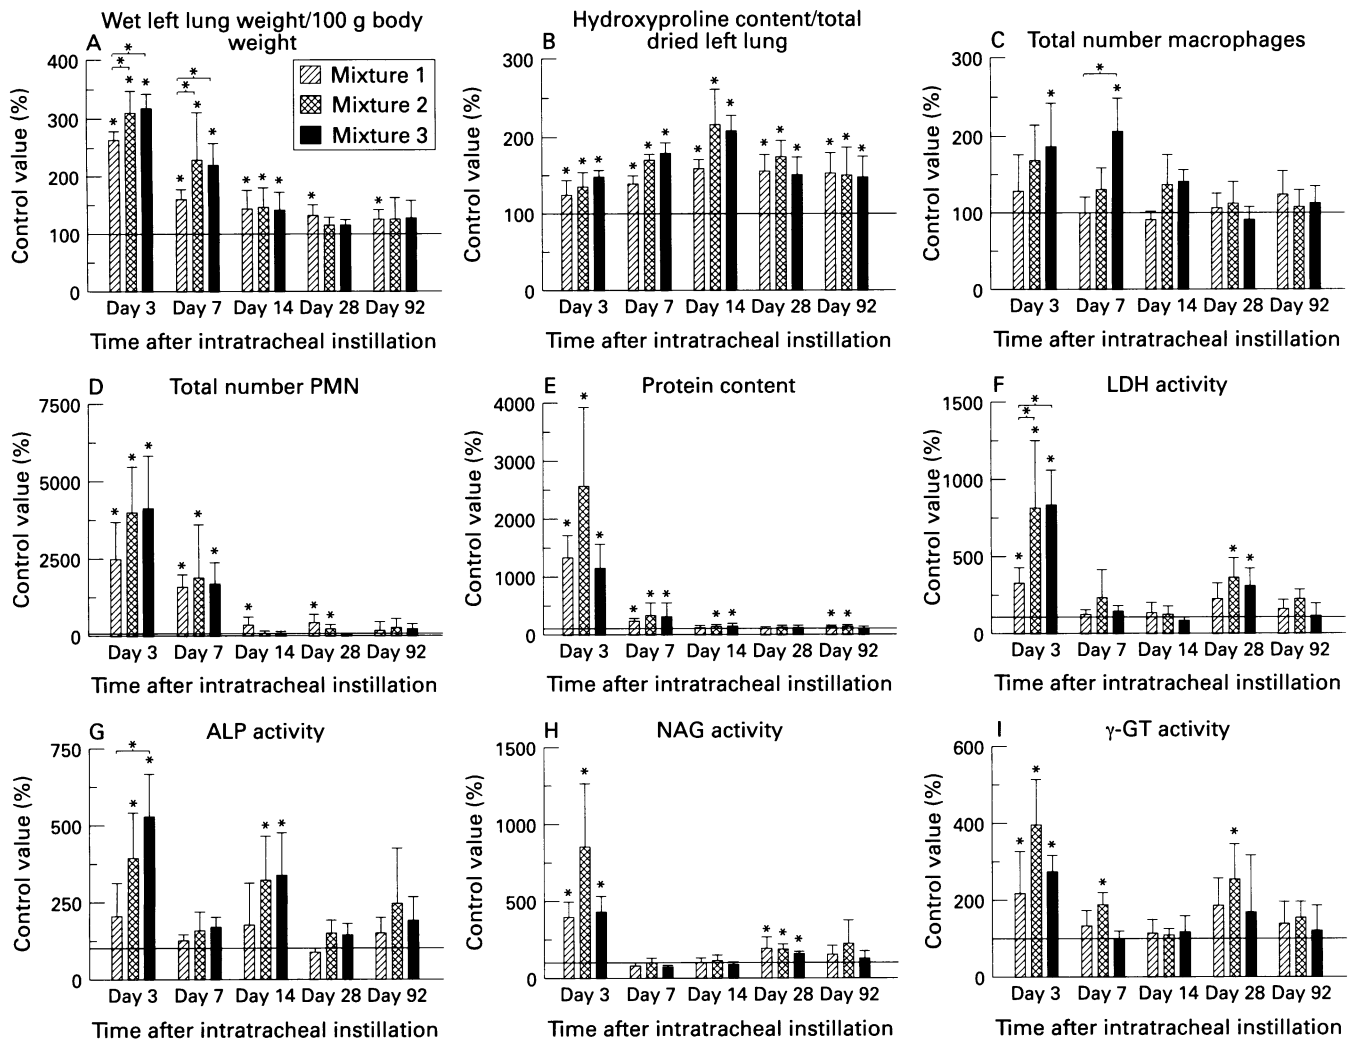 Wet left lung weight/100 g body
weight
A
Control value (%)
400
300
200
100
0
* * * * *
* * * * *
* * *
*
*
Mixture 1
Mixture 2
Mixture 3
Day 3 Day 7 Day 14 Day 28 Day 92
Time after intratracheal instillation
Hydroxyproline content/total
dried left lung
B
Control value (%)
300
200
100
0
* * *
* * *
* * *
* * *
* * *
Day 3 Day 7 Day 14 Day 28 Day 92
Time after intratracheal instillation
C
Total number macrophages
Control value (%)
300
200
100
0
*
* *
Day 3 Day 7 Day 14 Day 28 Day 92
Time after intratracheal instillation
D
Total number PMN
Control value (%)
7500
5000
2500
0
* * *
* * *
*
* *
Day 3 Day 7 Day 14 Day 28 Day 92
Time after intratracheal instillation
E
Protein content
Control value (%)
4000
3000
2000
1000
0
* * *
* * *
* *
* *
Day 3 Day 7 Day 14 Day 28 Day 92
Time after intratracheal instillation
F
LDH activity
Control value (%)
1500
1000
500
0
* * * * *
* *
Day 3 Day 7 Day 14 Day 28 Day 92
Time after intratracheal instillation
G
ALP activity
Control value (%)
750
500
250
0
* * *
* *
Day 3 Day 7 Day 14 Day 28 Day 92
Time after intratracheal instillation
H
NAG activity
Control value (%)
1500
1000
500
0
* * *
* * *
Day 3 Day 7 Day 14 Day 28 Day 92
Time after intratracheal instillation
I
γ-GT activity
Control value (%)
600
400
200
0
* * *
*
*
Day 3 Day 7 Day 14 Day 28 Day 92
Time after intratracheal instillation